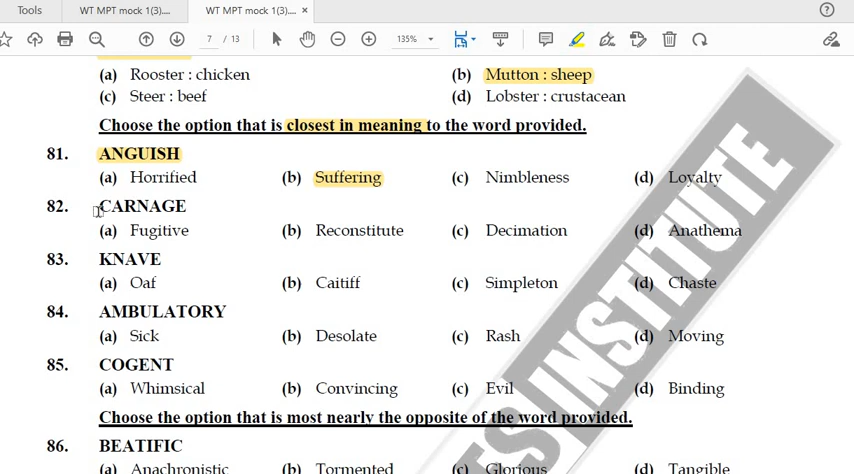 Tools WT MPT mock 1(3).... WT MPT mock 1(3).... ×
7 / 13 135%
(a) Rooster : chicken (b) Mutton : sheep
(c) Steer : beef (d) Lobster : crustacean
Choose the option that is closest in meaning to the word provided.
81. ANGUISH
(a) Horrified (b) Suffering (c) Nimbleness (d) Loyalty
82. CARNAGE
(a) Fugitive (b) Reconstitute (c) Decimation (d) Anathema
83. KNAVE
(a) Oaf (b) Caitiff (c) Simpleton (d) Chaste
84. AMBULATORY
(a) Sick (b) Desolate (c) Rash (d) Moving
85. COGENT
(a) Whimsical (b) Convincing (c) Evil (d) Binding
Choose the option that is most nearly the opposite of the word provided.
86. BEATIFIC
(a) Anachronistic (b) Tormented (c) Glorious (d) Tangible
ES INSTITUTE